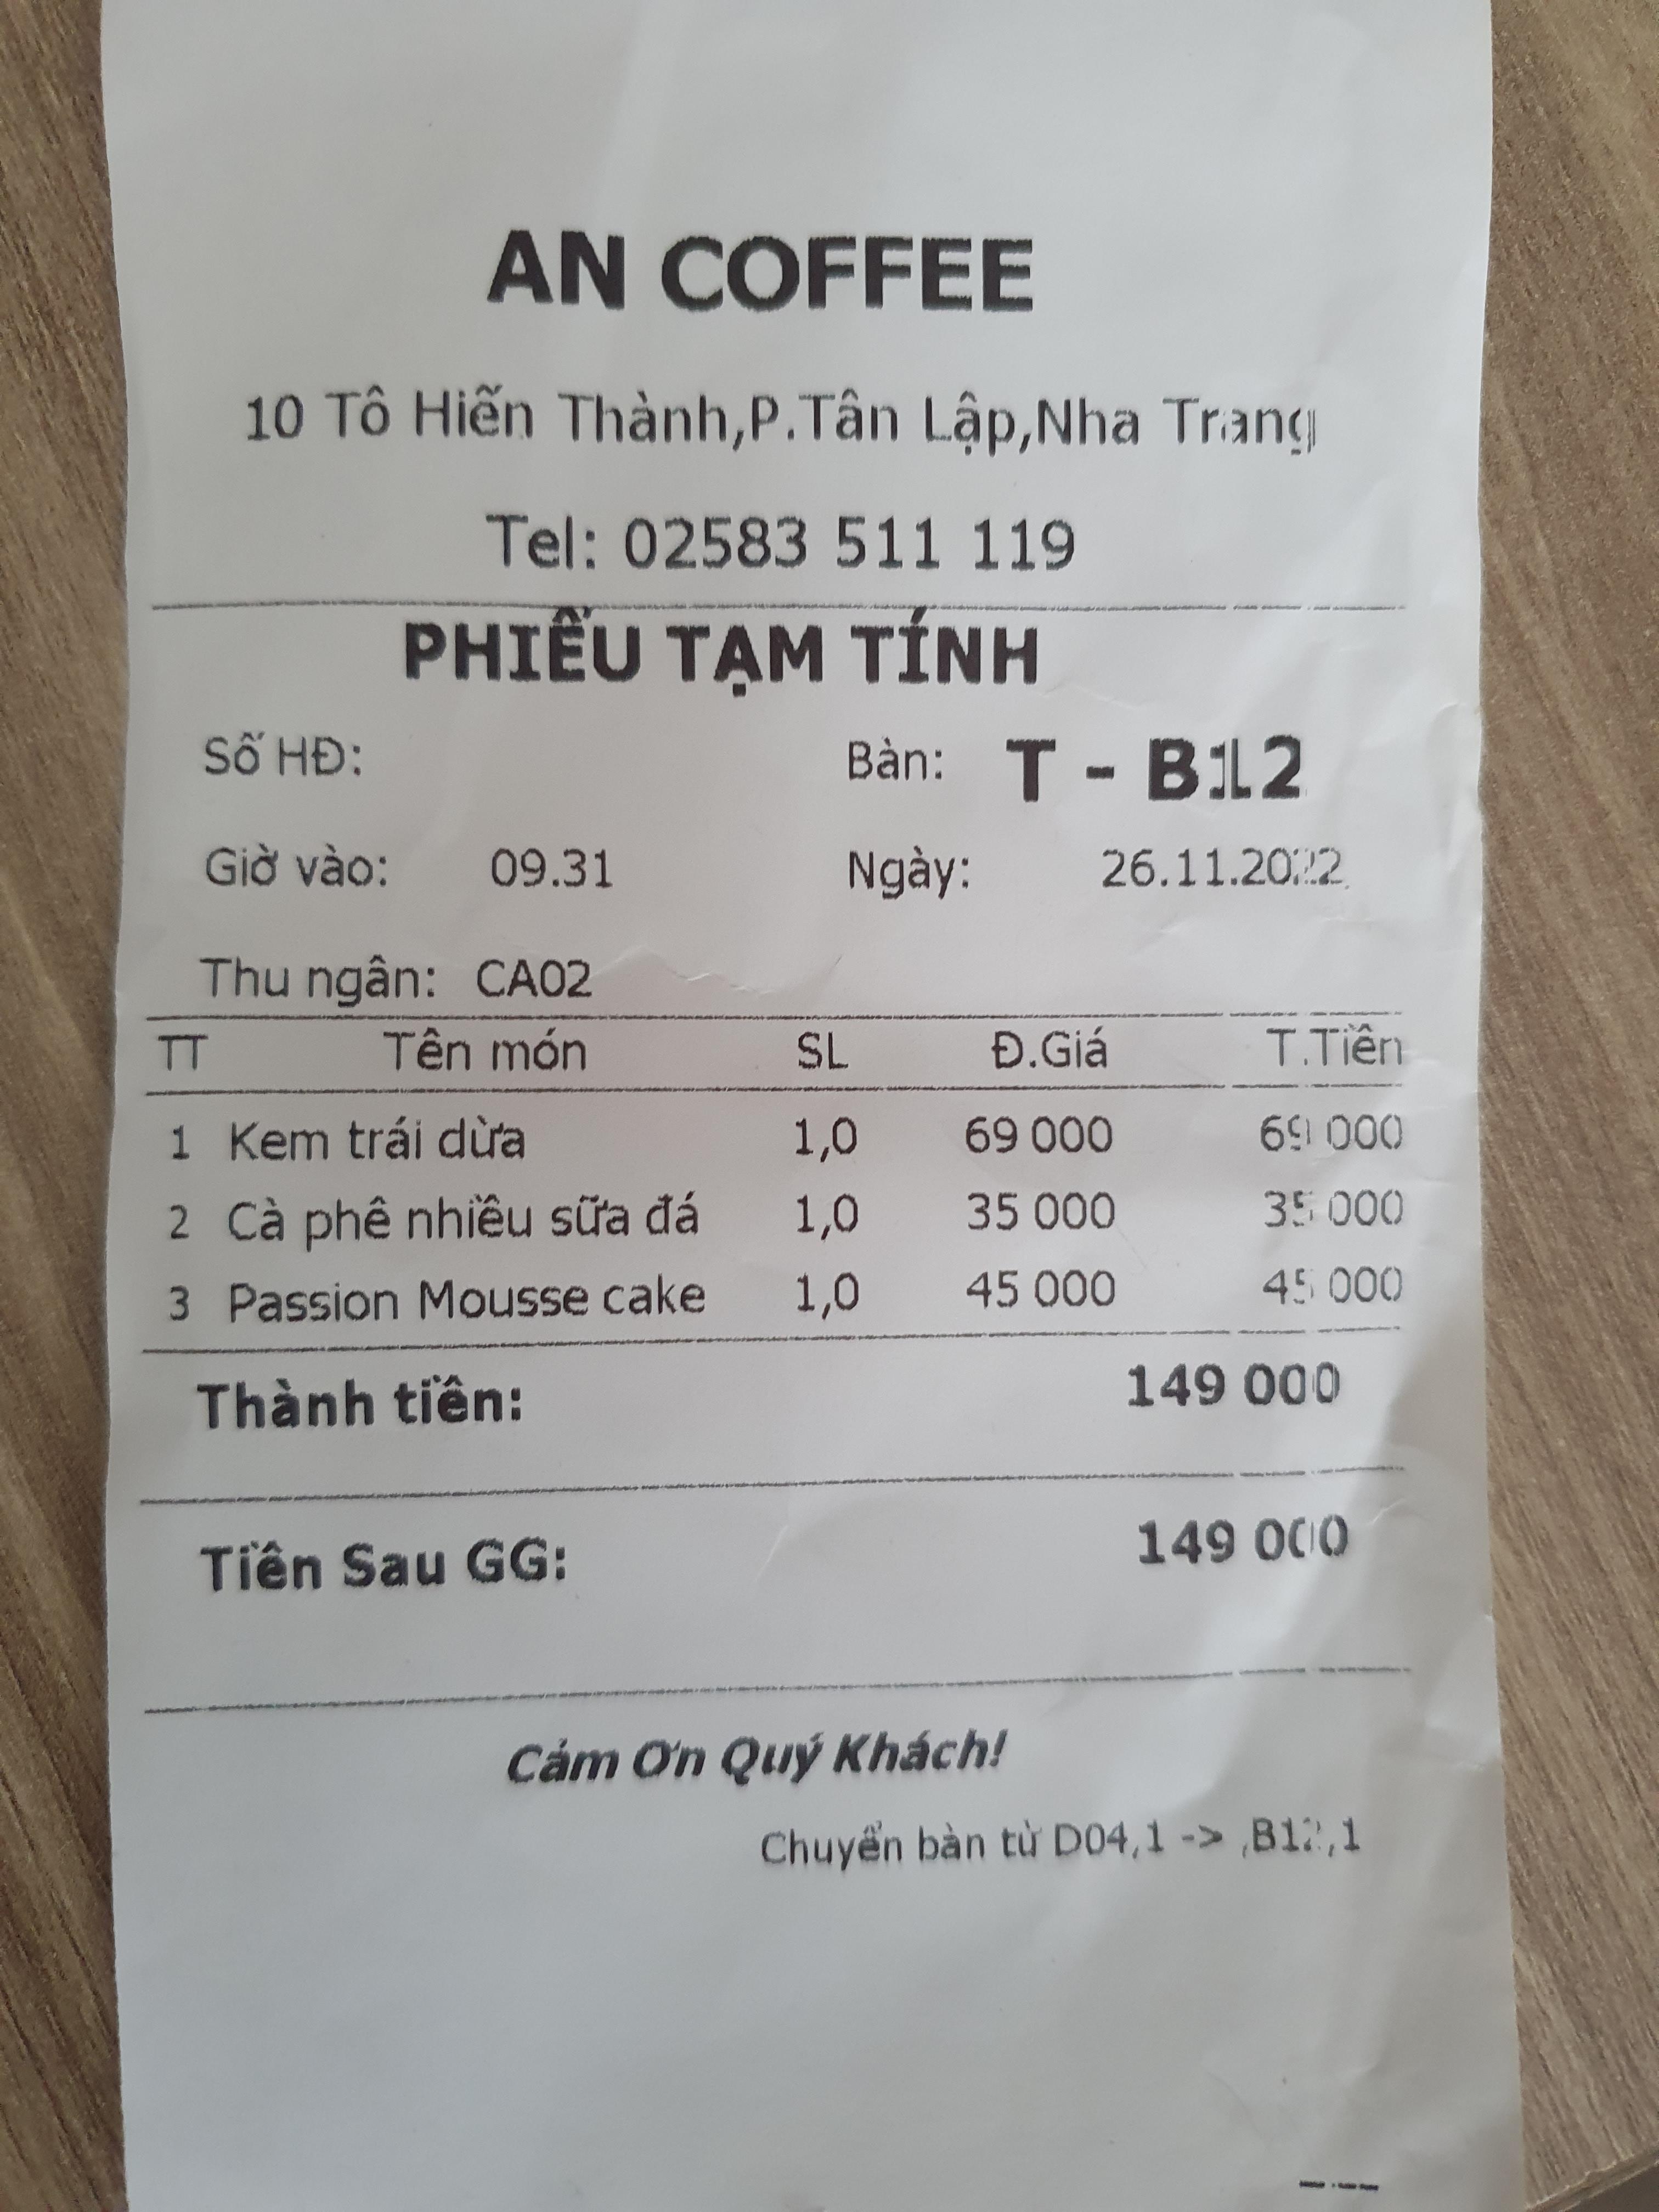 AN COFFEE
10 Tô Hiến Thành,P.Tân Lập,Nha Trang
Tel: 02583 511 119
PHIẾU TẠM TÍNH
Số HĐ: Bàn: T - B12
Giờ vào: 09.31 Ngày: 26.11.2022
Thu ngân: CA02
TT Tên món SL Đ.Giá T.Tiền
1 Kem trái dừa 1,0 69 000 69 000
2 Cà phê nhiều sữa đá 1,0 35 000 35 000
3 Passion Mousse cake 1,0 45 000 45 000
Thành tiền: 149 000
Tiền Sau GG: 149 000
Cảm Ơn Quý Khách!
Chuyển bàn từ D04,1 -> ,B12,1